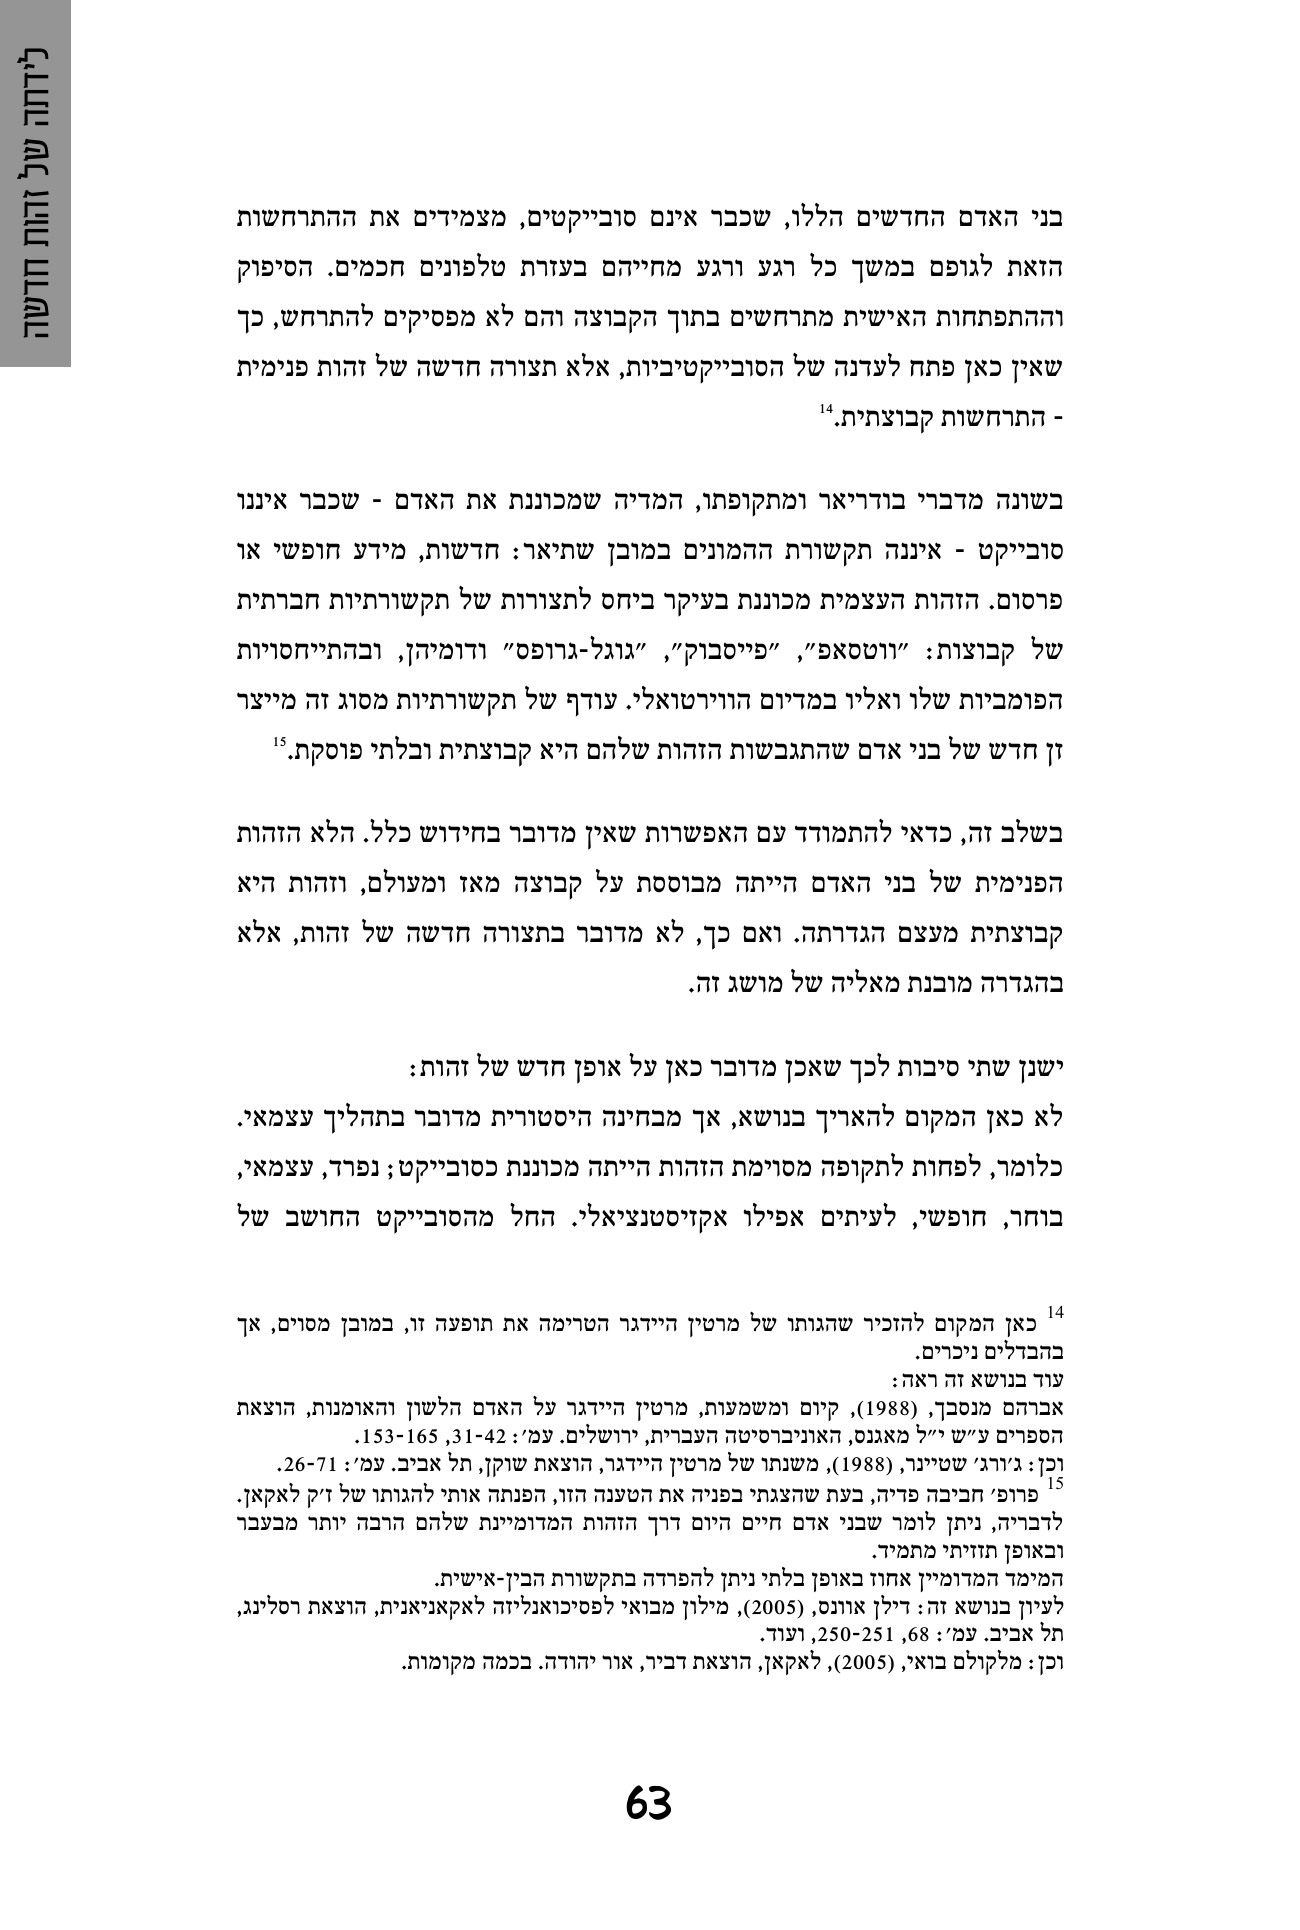 לידתה של זהות חדשה
בני האדם החדשים הללו, שכבר אינם סובייקטים, מצמידים את ההתרחשות
הזאת לגופם במשך כל רגע ורגע מחייהם בעזרת טלפונים חכמים. הסיפוק
וההתפתחות האישית מתרחשים בתוך הקבוצה והם לא מפסיקים להתרחש, כך
שאין כאן פתח לעדנה של הסובייקטיביות, אלא תצורה חדשה של זהות פנימית
- התרחשות קבוצתית.14
בשונה מדברי בודריאר ומתקופתו, המדיה שמכוננת את האדם - שכבר איננו
סובייקט - איננה תקשורת ההמונים במובן שתיאר: חדשות, מידע חופשי או
פרסום. הזהות העצמית מכוננת בעיקר ביחס לתצורות של תקשורתיות חברתית
של קבוצות: "ווטסאפ", "פייסבוק", "גוגל-גרופס" ודומיהן, ובהתייחסויות
הפומביות שלו ואליו במדיום הווירטואלי. עודף של תקשורתיות מסוג זה מייצר
זן חדש של בני אדם שהתגבשות הזהות שלהם היא קבוצתית ובלתי פוסקת.15
בשלב זה, כדאי להתמודד עם האפשרות שאין מדובר בחידוש כלל. הלא הזהות
הפנימית של בני האדם הייתה מבוססת על קבוצה מאז ומעולם, וזהות היא
קבוצתית מעצם הגדרתה. ואם כך, לא מדובר בתצורה חדשה של זהות, אלא
בהגדרה מובנת מאליה של מושג זה.
ישנן שתי סיבות לכך שאכן מדובר כאן על אופן חדש של זהות:
לא כאן המקום להאריך בנושא, אך מבחינה היסטורית מדובר בתהליך עצמאי.
כלומר, לפחות לתקופה מסוימת הזהות הייתה מכוננת כסובייקט; נפרד, עצמאי,
בוחר, חופשי, לעיתים אפילו אקזיסטנציאלי. החל מהסובייקט החושב של
14 כאן המקום להזכיר שהגותו של מרטין היידגר הטרימה את תופעה זו, במובן מסוים, אך
בהבדלים ניכרים.
עוד בנושא זה ראה:
אברהם מנסבך, (1988), קיום ומשמעות, מרטין היידגר על האדם הלשון והאומנות, הוצאת
הספרים ע"ש י"ל מאגנס, האוניברסיטה העברית, ירושלים. עמ': 31-42, 153-165.
וכן: ג'ורג' שטיינר, (1988), משנתו של מרטין היידגר, הוצאת שוקן, תל אביב. עמ': 26-71.
15 פרופ' חביבה פדיה, בעת שהצגתי בפניה את הטענה הזו, הפנתה אותי להגותו של ז'ק לאקאן.
לדבריה, ניתן לומר שבני אדם חיים היום דרך הזהות המדומיינת שלהם הרבה יותר מבעבר
ובאופן תזזיתי מתמיד.
המימד המדומיין אחוז באופן בלתי ניתן להפרדה בתקשורת הבין-אישית.
לעיון בנושא זה: דילן אוונס, (2005), מילון מבואי לפסיכואנליזה לאקאניאנית, הוצאת רסלינג,
תל אביב. עמ': 68, 250-251, ועוד.
וכן: מלקולם בואי, (2005), לאקאן, הוצאת דביר, אור יהודה. בכמה מקומות.
63